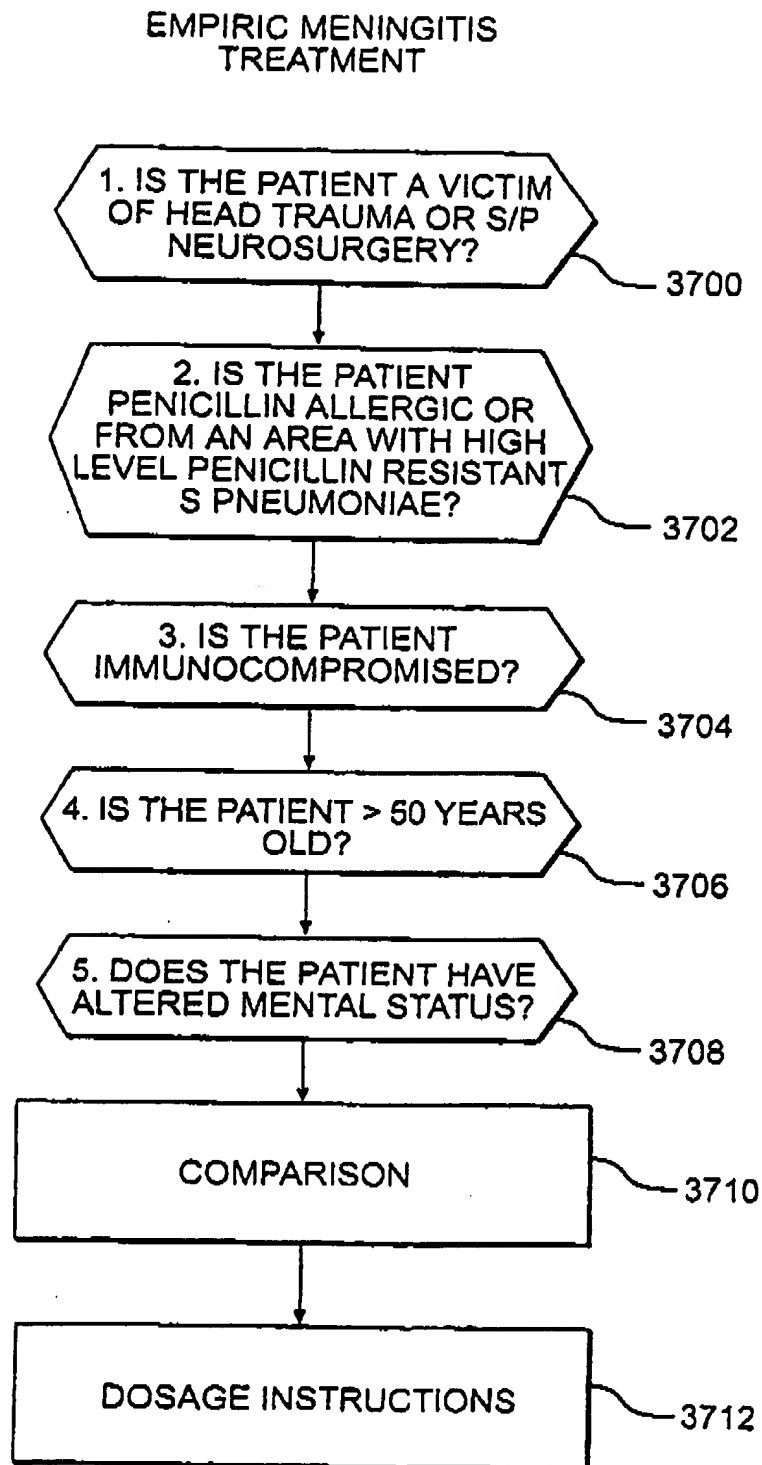 EMPIRIC MENINGITIS
TREATMENT
1. IS THE PATIENT A VICTIM
OF HEAD TRAUMA OR S/P
NEUROSURGERY?
3700
2. IS THE PATIENT
PENICILLIN ALLERGIC OR
FROM AN AREA WITH HIGH
LEVEL PENICILLIN RESISTANT
S PNEUMONIAE?
3702
3. IS THE PATIENT
IMMUNOCOMPROMISED?
3704
4. IS THE PATIENT > 50 YEARS
OLD?
3706
5. DOES THE PATIENT HAVE
ALTERED MENTAL STATUS?
3708
COMPARISON
3710
DOSAGE INSTRUCTIONS
3712